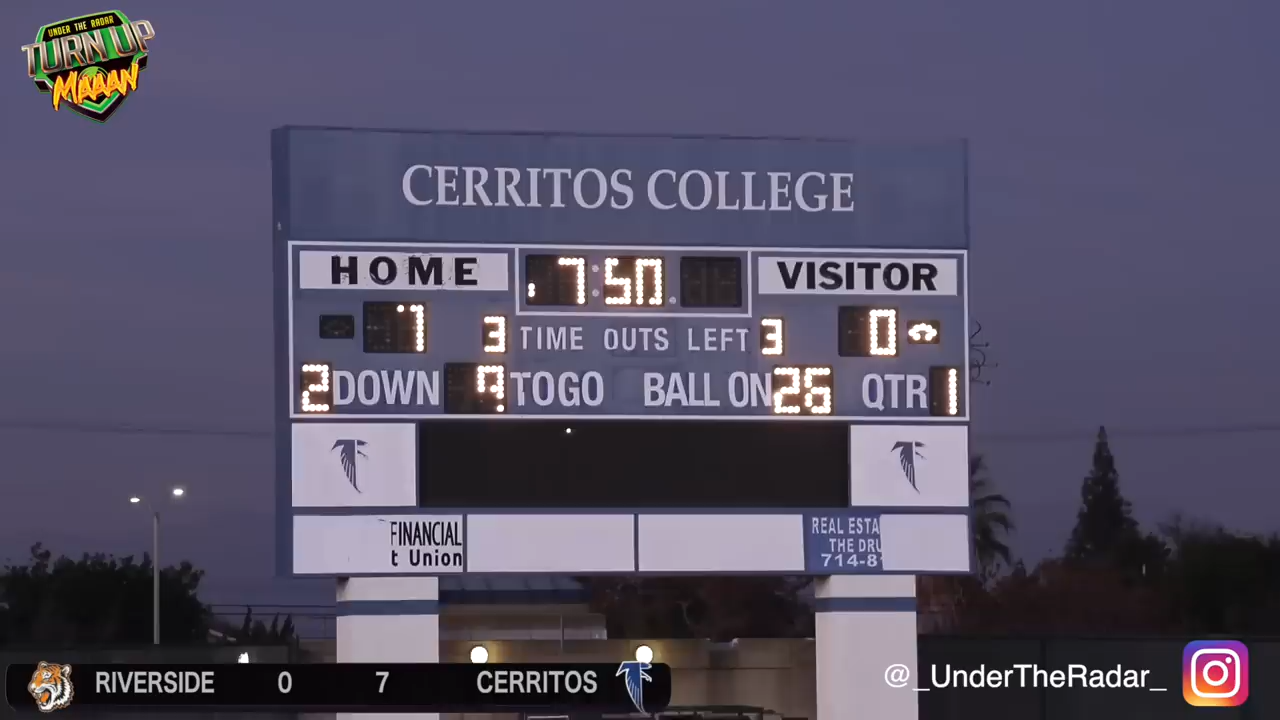 UNDER THE RADAR
TURN UP
MAAAN
CERRITOS COLLEGE
HOME
7:50
VISITOR
7 3 TIME OUTS LEFT 3 0
2 DOWN 9 TO GO BALL ON 26 QTR 1
FINANCIAL
t Union
REAL ESTA
THE DRU
714-8
RIVERSIDE 0 7 CERRITOS
@_UnderTheRadar_